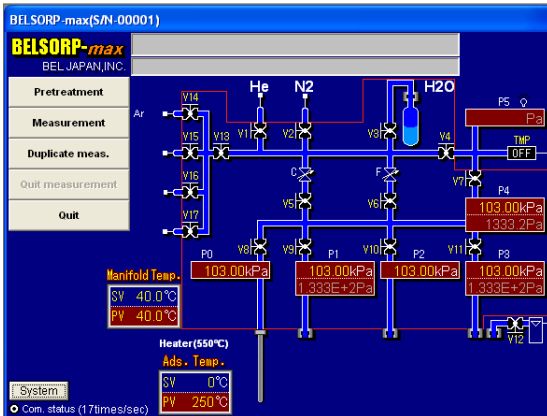 BELSORP-max(S/N-00001)
BELSORP-max
BEL JAPAN,INC.
Pretreatment
Measurement
Duplicate meas.
Quit measurement
Quit
He N2 H2O
Ar
V14
V15 V13
V16
V17
V1 V2 V3 V4
C F
V5 V6 V7
V8 V9 V10 V11
V12
P5
Pa
TMP
OFF
P4
103.00kPa
1333.2Pa
P0
103.00kPa
P1
103.00kPa
1.333E+2Pa
P2
103.00kPa
P3
103.00kPa
1.333E+2Pa
Manifold Temp.
SV 40.0℃
PV 40.0℃
Heater(550℃)
Ads. Temp.
SV 0℃
PV 250℃
System
Com. status (17times/sec)